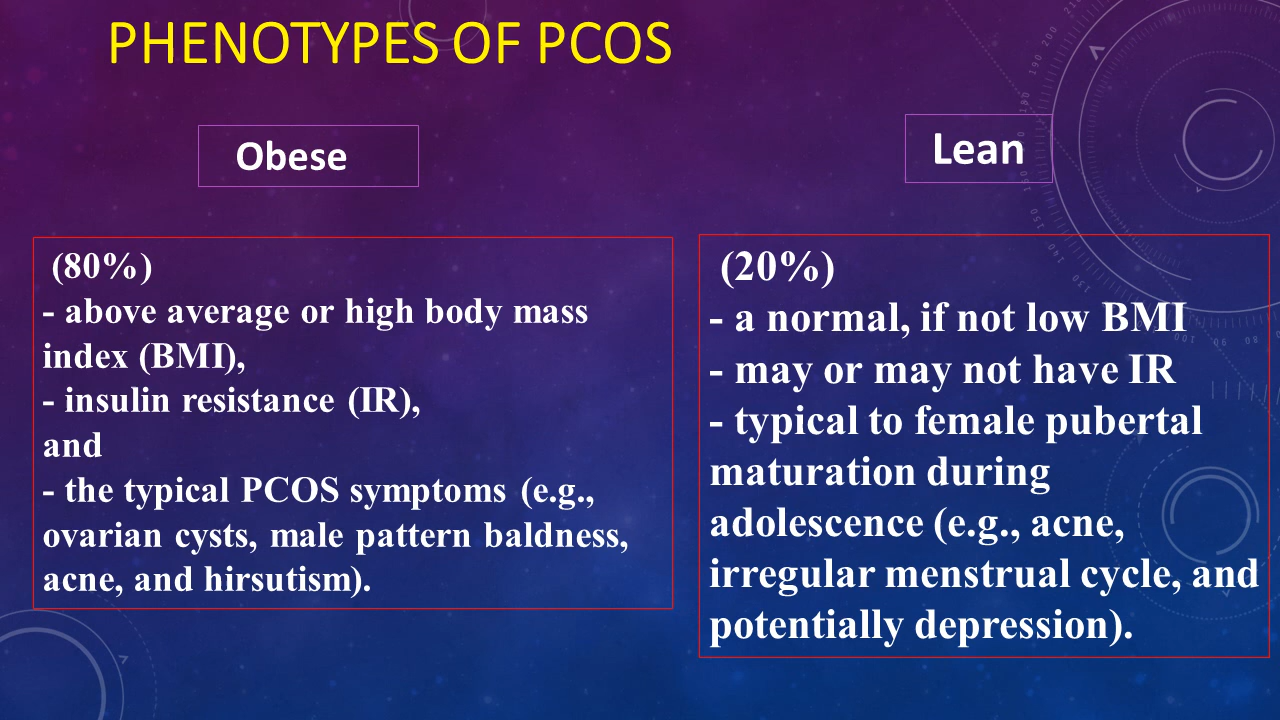 PHENOTYPES OF PCOS
Obese
(80%)
- above average or high body mass
index (BMI),
- insulin resistance (IR),
and
- the typical PCOS symptoms (e.g.,
ovarian cysts, male pattern baldness,
acne, and hirsutism).
Lean
(20%)
- a normal, if not low BMI
- may or may not have IR
- typical to female pubertal
maturation during
adolescence (e.g., acne,
irregular menstrual cycle, and
potentially depression).